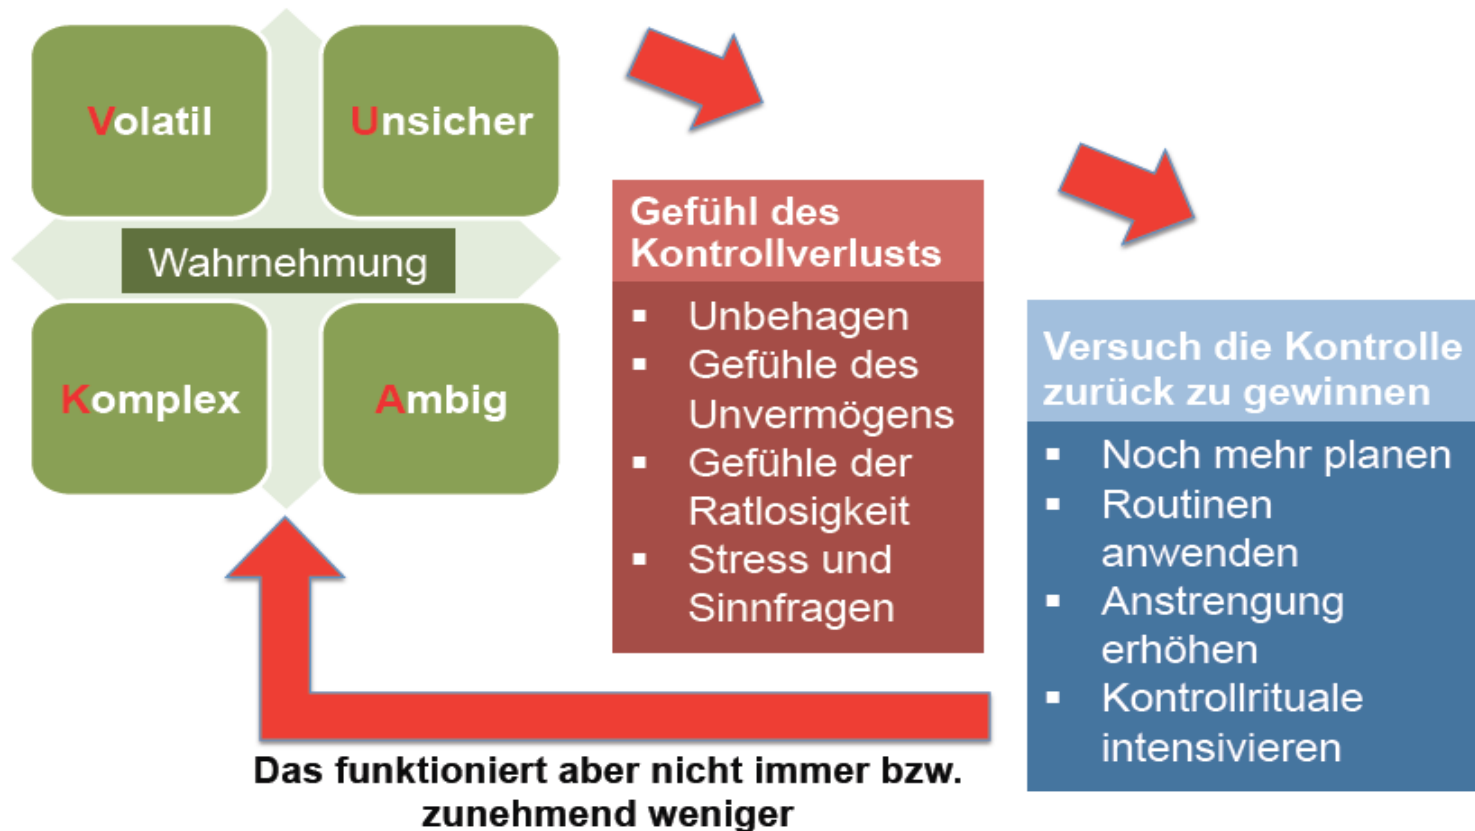 Volatil
Unsicher
Wahrnehmung
Komplex
Ambig
Gefühl des
Kontrollverlusts
▪ Unbehagen
▪ Gefühle des
Unvermögens
▪ Gefühle der
Ratlosigkeit
▪ Stress und
Sinnfragen
Versuch die Kontrolle
zurück zu gewinnen
▪ Noch mehr planen
▪ Routinen
anwenden
▪ Anstrengung
erhöhen
▪ Kontrollrituale
intensivieren
Das funktioniert aber nicht immer bzw.
zunehmend weniger